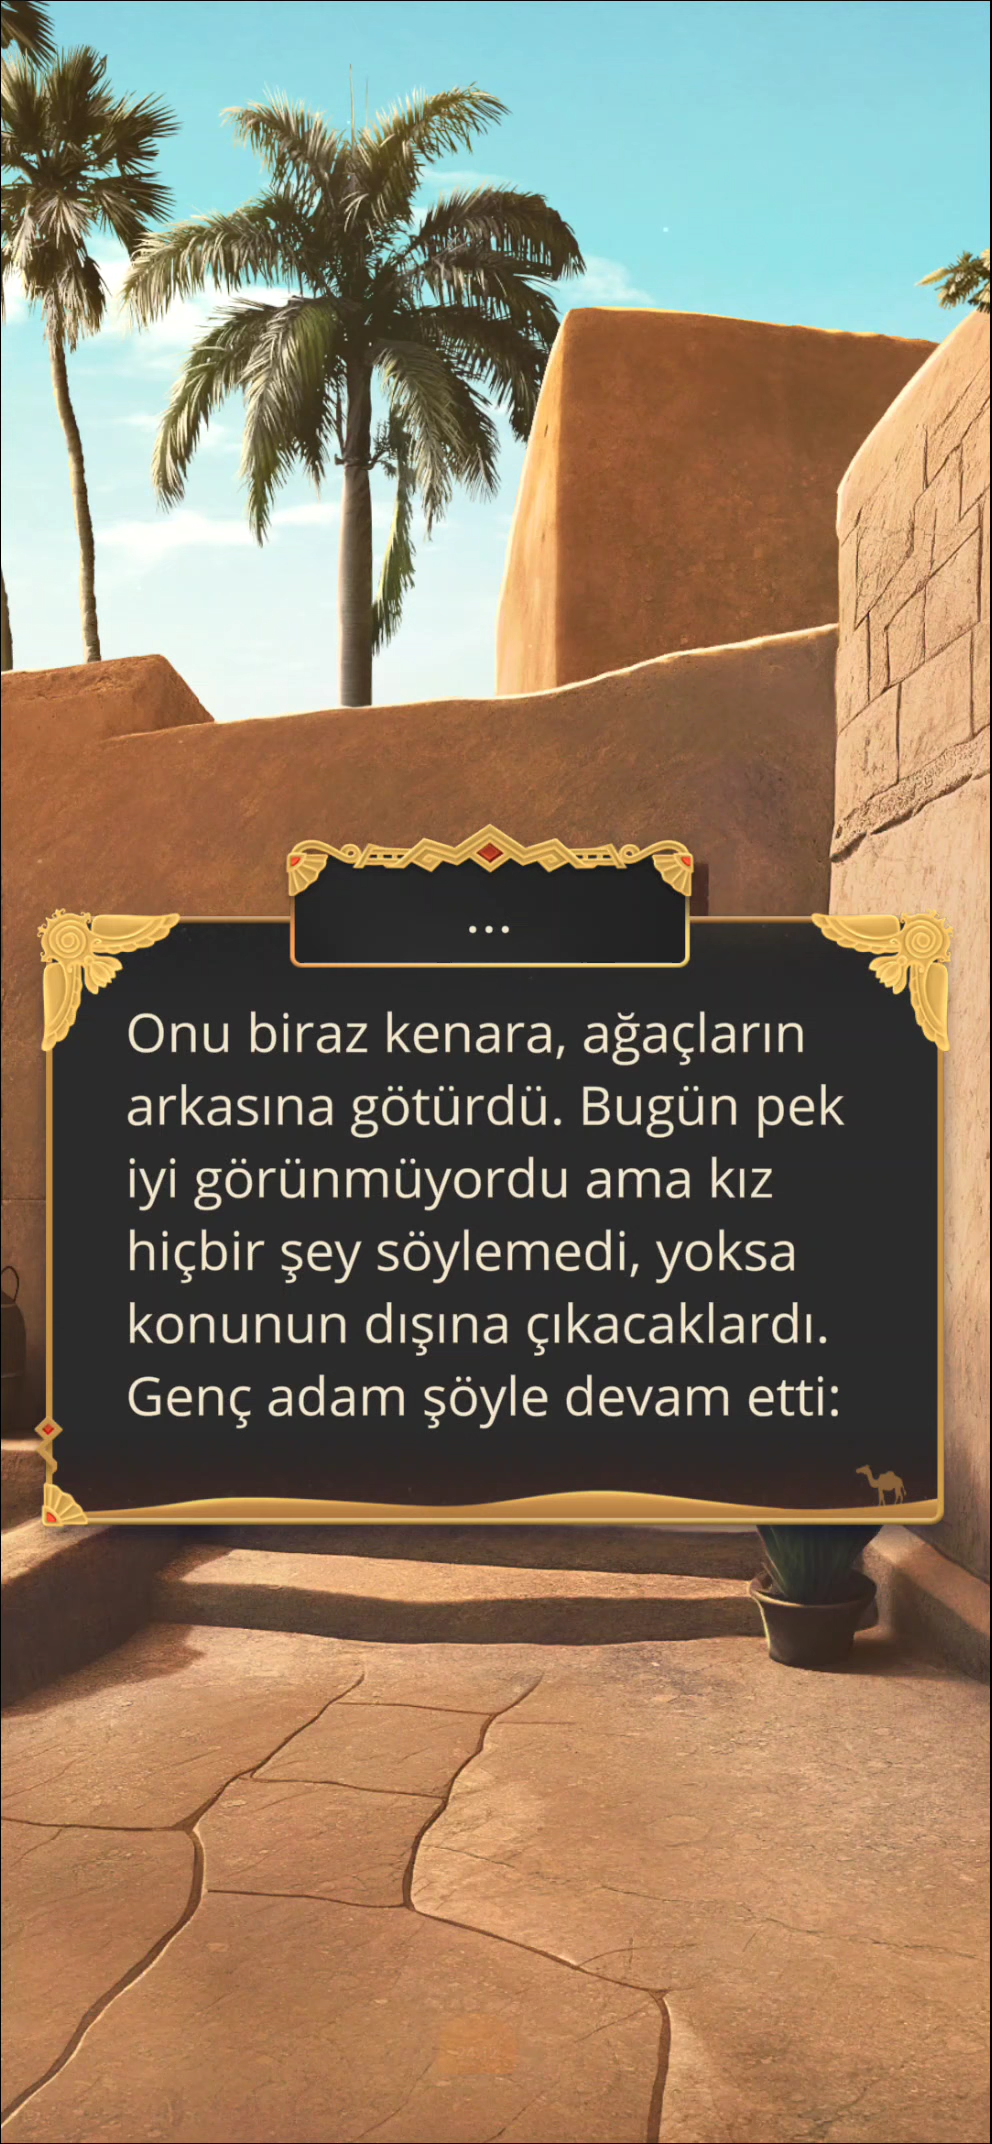 ...
Onu biraz kenara, ağaçların
arkasına götürdü. Bugün pek
iyi görünmüyordu ama kız
hiçbir şey söylemedi, yoksa
konunun dışına çıkacaklardı.
Genç adam şöyle devam etti: